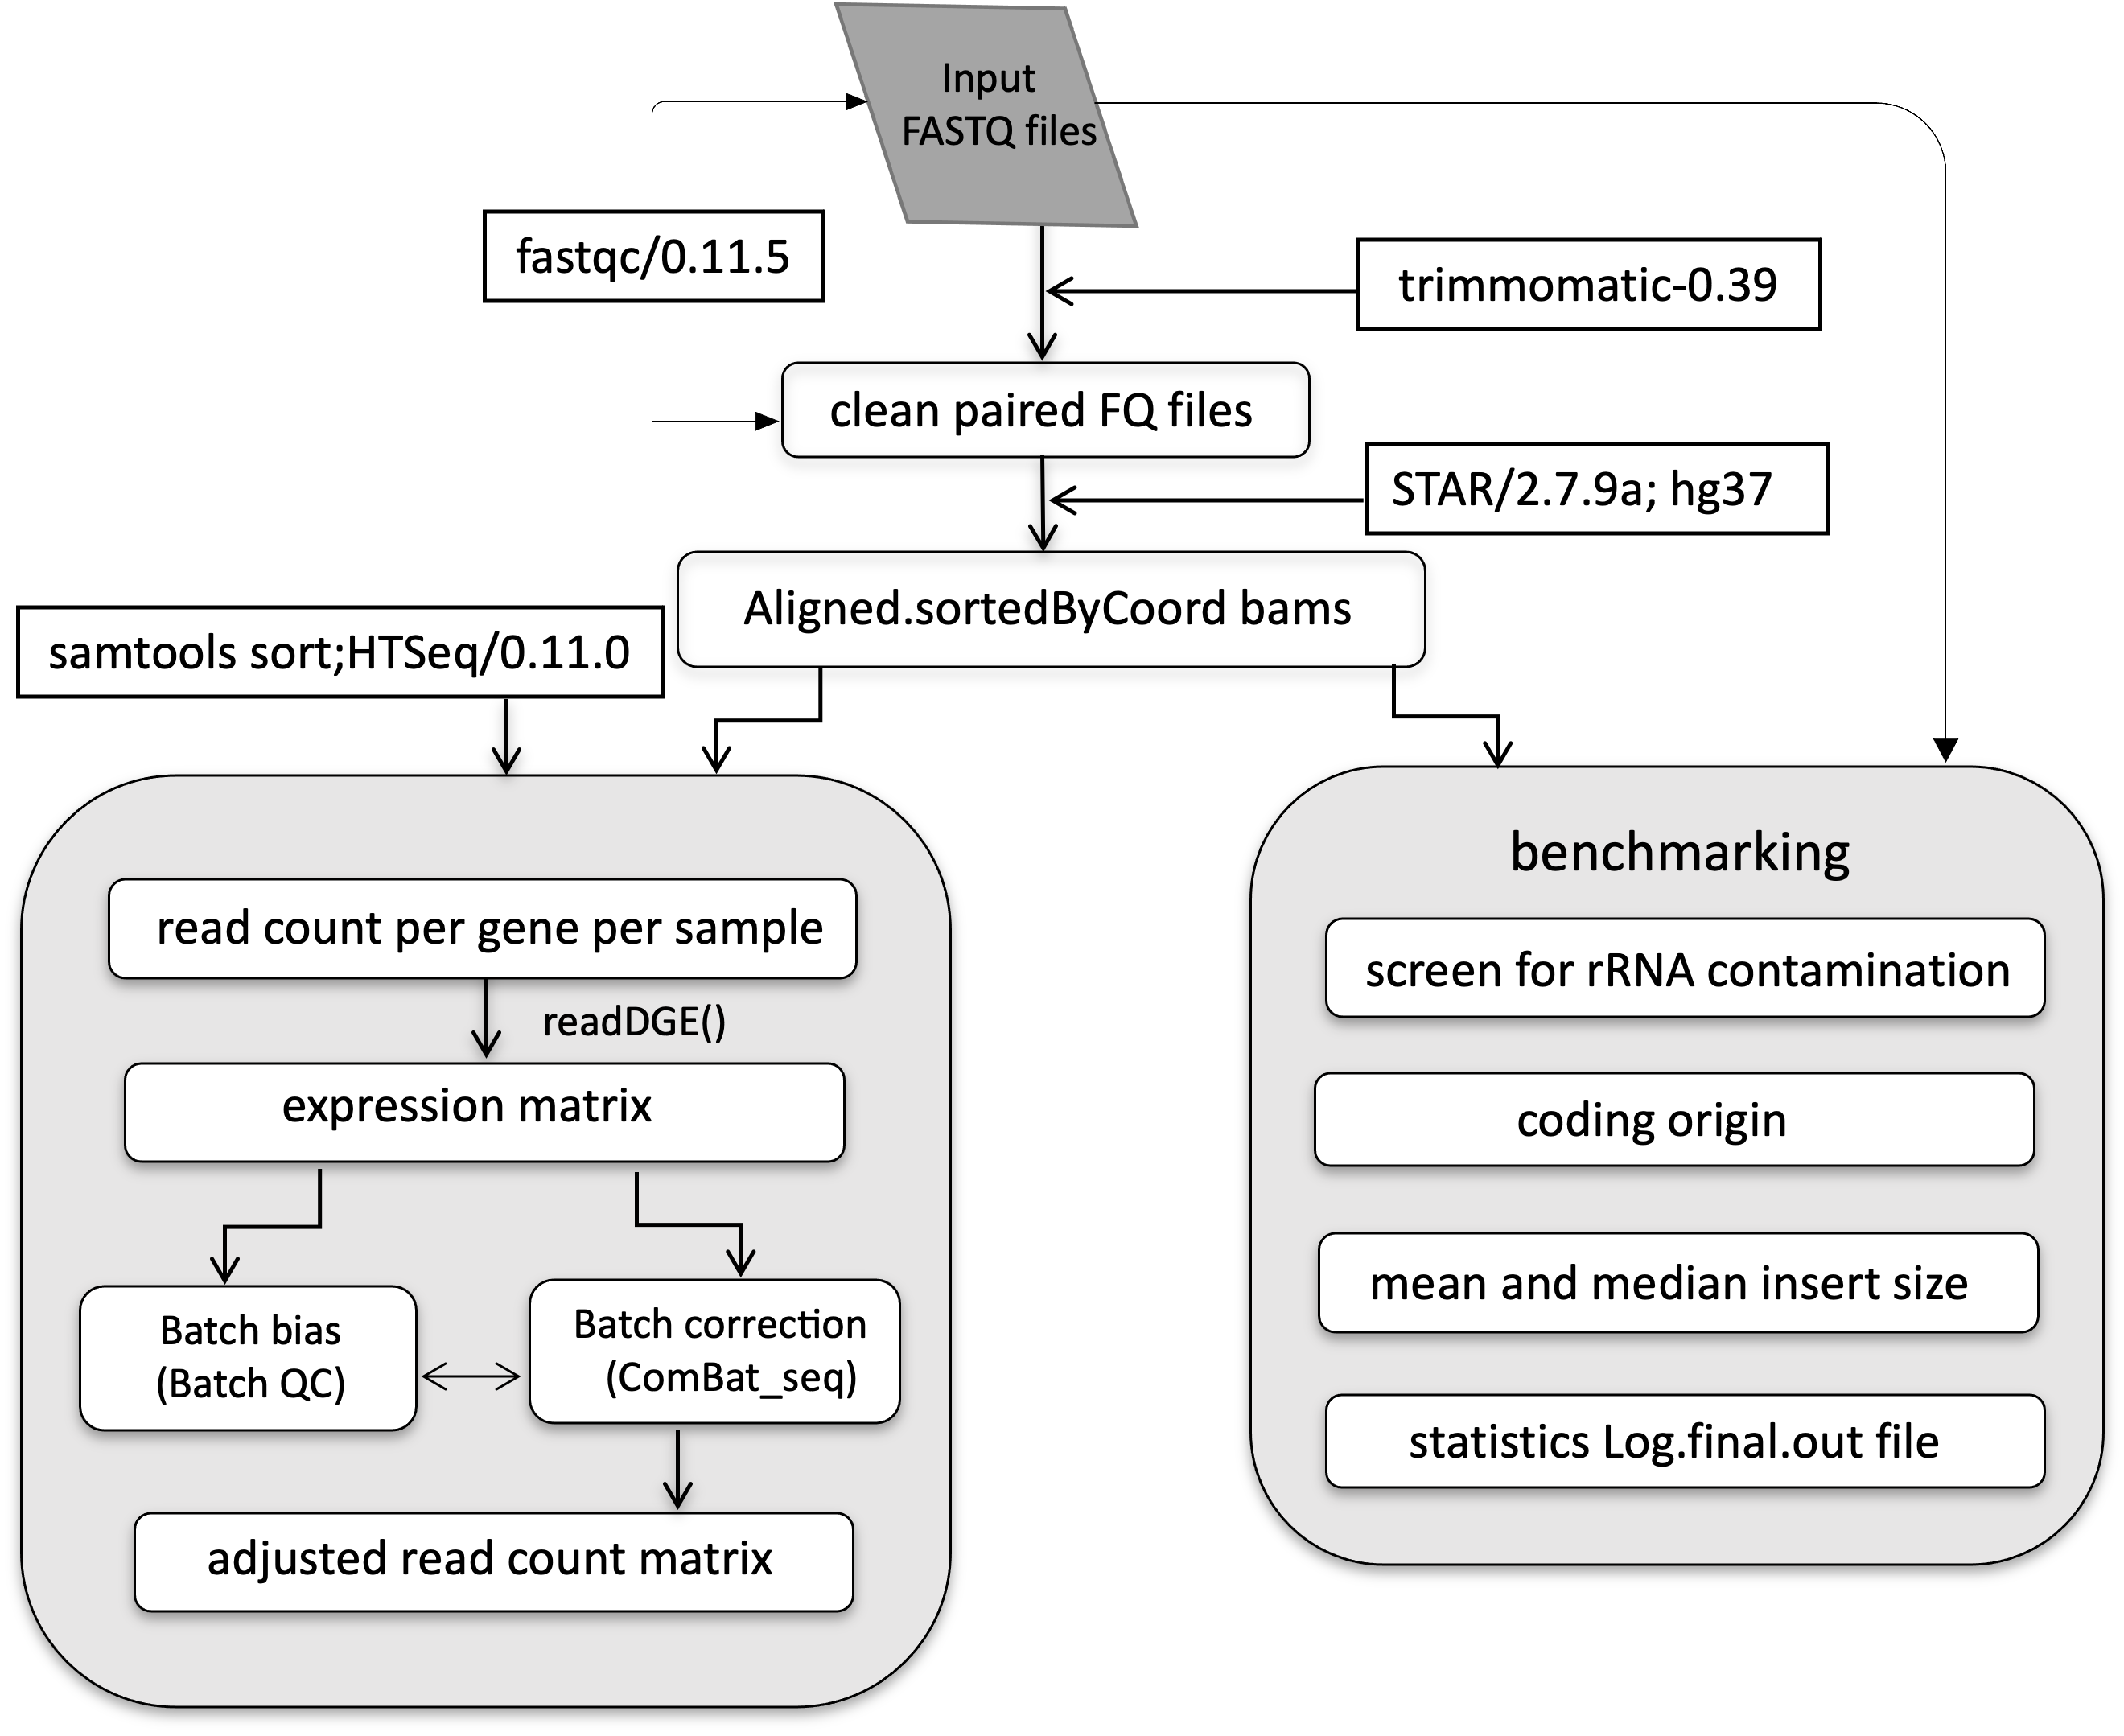 Input
FASTQ files
fastqc/0.11.5
trimmomatic-0.39
clean paired FQ files
STAR/2.7.9a; hg37
Aligned.sortedByCoord bams
samtools sort;HTSeq/0.11.0
read count per gene per sample
readDGE()
expression matrix
Batch bias
(Batch QC)
Batch correction
(ComBat_seq)
adjusted read count matrix
benchmarking
screen for rRNA contamination
coding origin
mean and median insert size
statistics Log.final.out file